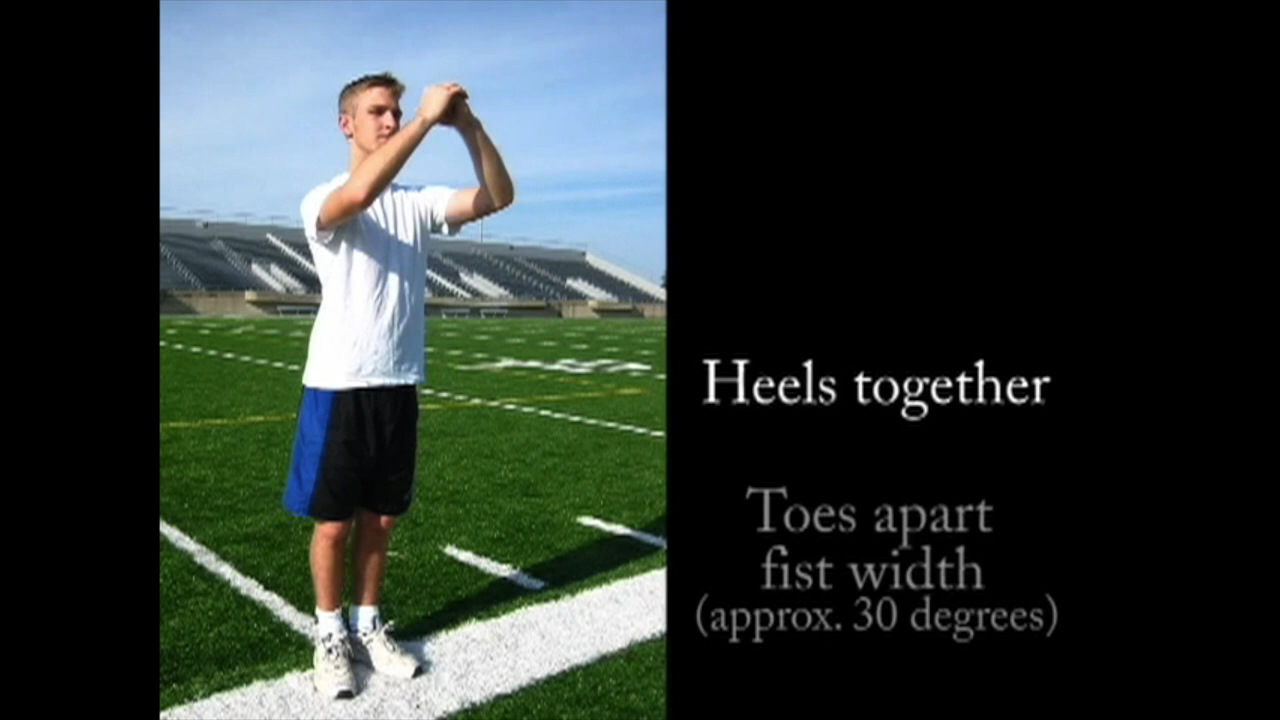 Heels together
Toes apart
fist width
(approx. 30 degrees)